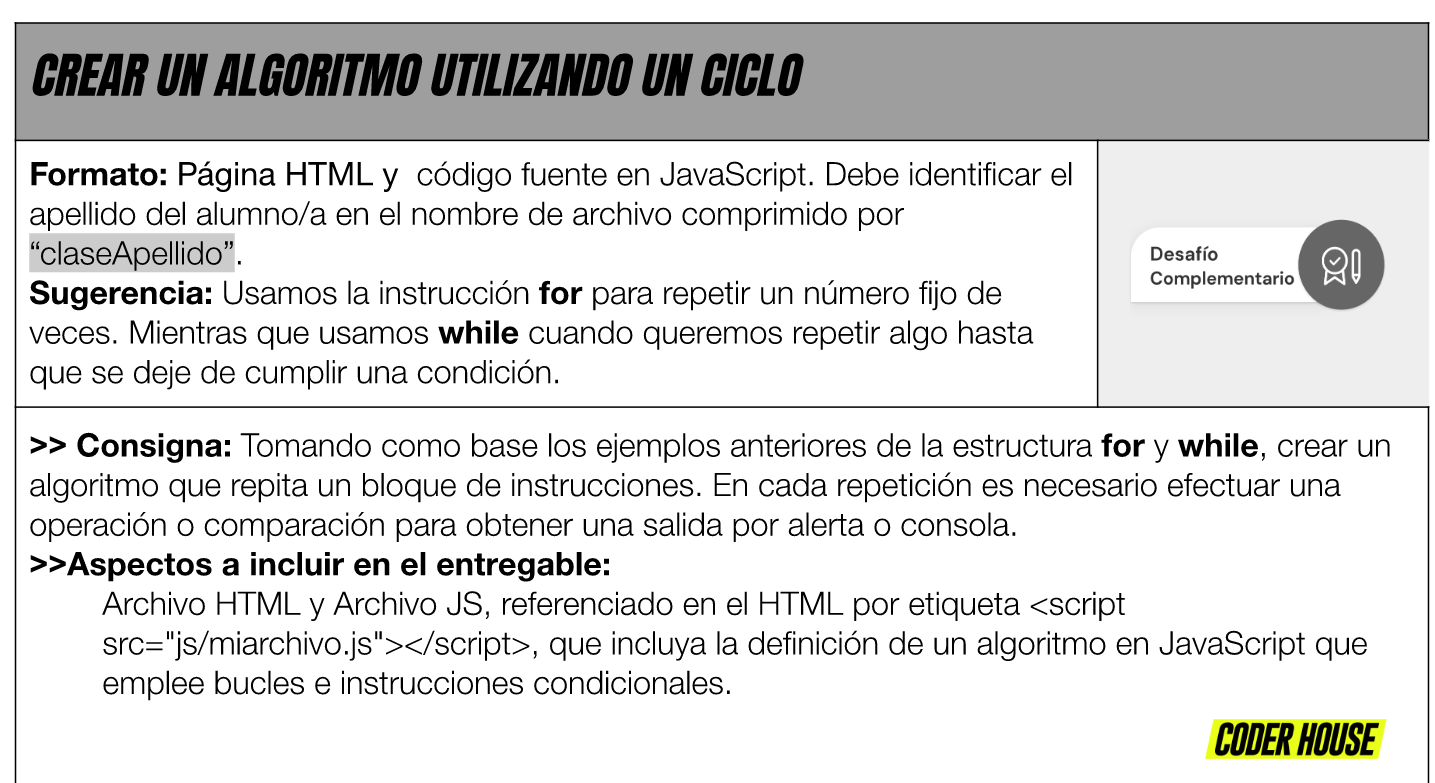 CREAR UN ALGORITMO UTILIZANDO UN CICLO
Formato: Página HTML y  código fuente en JavaScript. Debe identificar el
apellido del alumno/a en el nombre de archivo comprimido por
“claseApellido”.
Sugerencia: Usamos la instrucción for para repetir un número fijo de
veces. Mientras que usamos while cuando queremos repetir algo hasta
que se deje de cumplir una condición.
Desafío
Complementario
>> Consigna: Tomando como base los ejemplos anteriores de la estructura for y while, crear un
algoritmo que repita un bloque de instrucciones. En cada repetición es necesario efectuar una
operación o comparación para obtener una salida por alerta o consola.
>>Aspectos a incluir en el entregable:
Archivo HTML y Archivo JS, referenciado en el HTML por etiqueta <script
src="js/miarchivo.js"></script>, que incluya la definición de un algoritmo en JavaScript que
emplee bucles e instrucciones condicionales.
CODER HOUSE